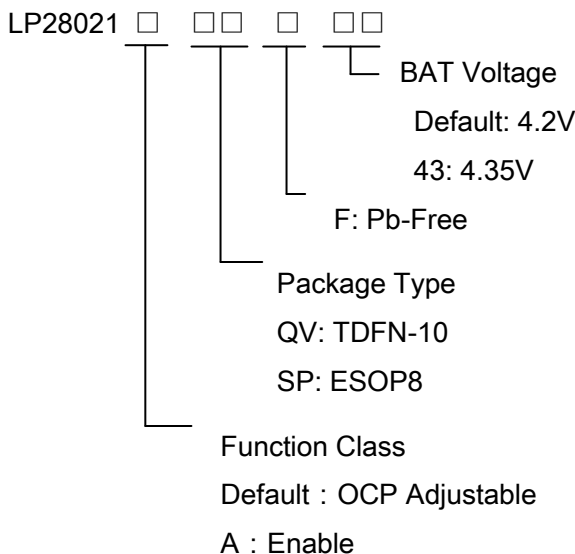 LP28021 □ □□ □ □□
BAT Voltage
Default: 4.2V
43: 4.35V
F: Pb-Free
Package Type
QV: TDFN-10
SP: ESOP8
Function Class
Default：OCP Adjustable
A：Enable